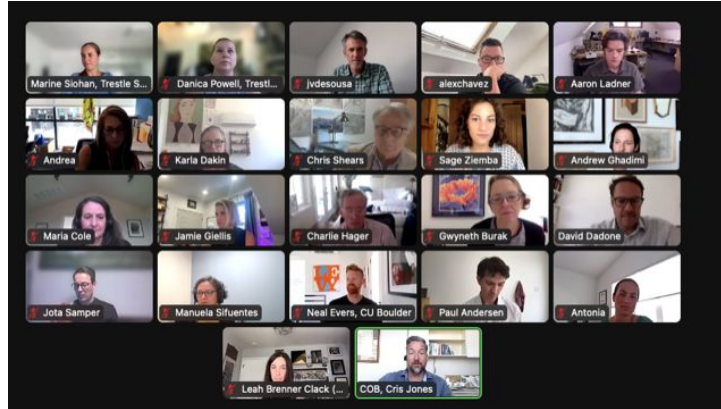 Marine Siohan, Trestle S...
Danica Powell, Trestl...
jvdesousa
alexchavez
Aaron Ladner
Andrea
Karla Dakin
Chris Shears
Sage Ziemba
Andrew Ghadimi
Maria Cole
Jamie Giellis
Charlie Hager
Gwyneth Burak
David Dadone
Jota Samper
Manuela Sifuentes
Neal Evers, CU Boulder
Paul Andersen
Antonia
Leah Brenner Clack (...
COB, Cris Jones